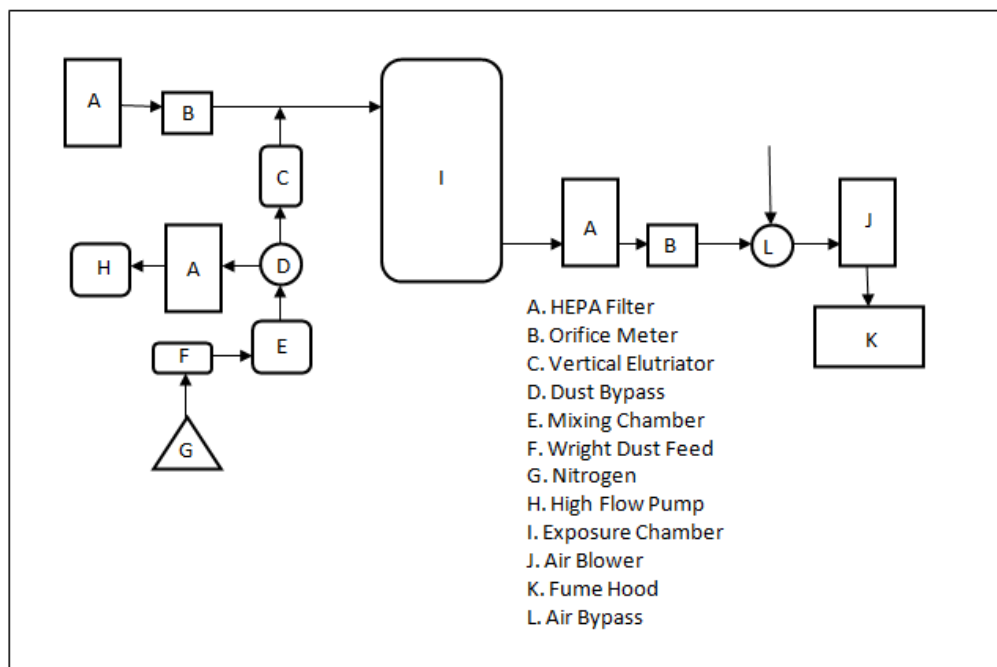 A
B
C
I
H
A
D
A
B
L
J
F
E
K
G
A. HEPA Filter
B. Orifice Meter
C. Vertical Elutriator
D. Dust Bypass
E. Mixing Chamber
F. Wright Dust Feed
G. Nitrogen
H. High Flow Pump
I. Exposure Chamber
J. Air Blower
K. Fume Hood
L. Air Bypass